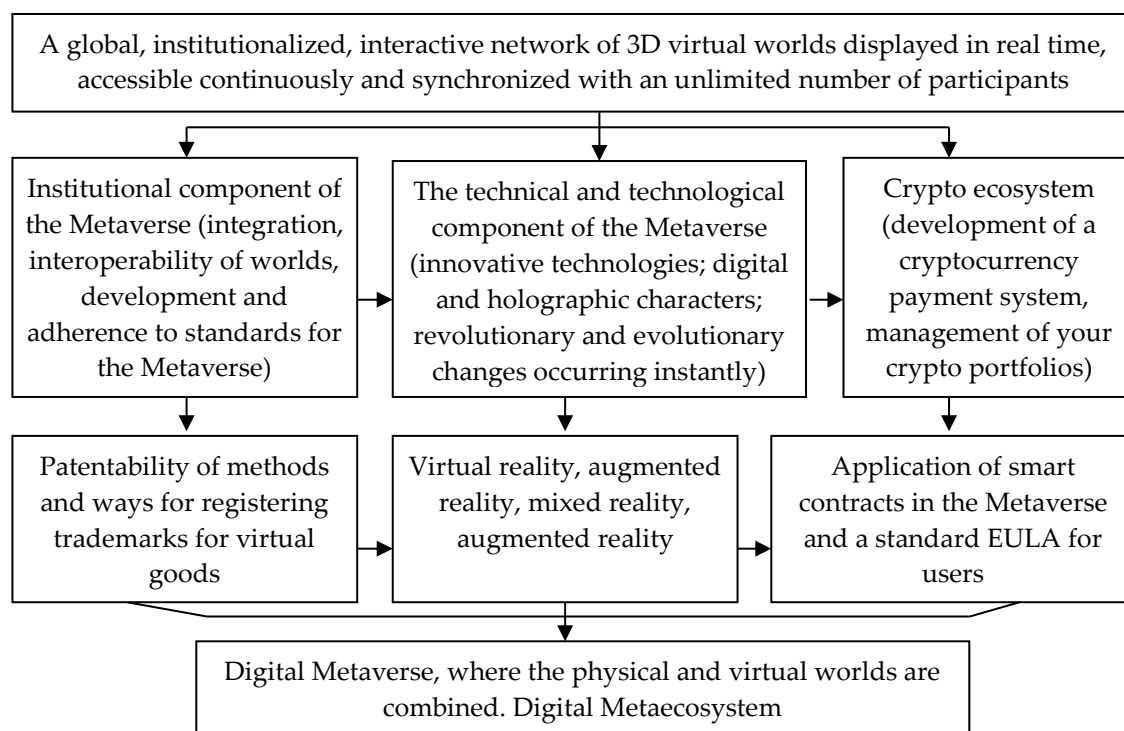 A global, institutionalized, interactive network of 3D virtual worlds displayed in real time,
accessible continuously and synchronized with an unlimited number of participants
Institutional component of
the Metaverse (integration,
interoperability of worlds,
development and
adherence to standards for
the Metaverse)
The technical and technological
component of the Metaverse
(innovative technologies; digital
and holographic characters;
revolutionary and evolutionary
changes occurring instantly)
Crypto ecosystem
(development of a
cryptocurrency
payment system,
management of your
crypto portfolios)
Patentability of methods
and ways for registering
trademarks for virtual
goods
Virtual reality, augmented
reality, mixed reality,
augmented reality
Application of smart
contracts in the Metaverse
and a standard EULA for
users
Digital Metaverse, where the physical and virtual worlds are
combined. Digital Metaecosystem